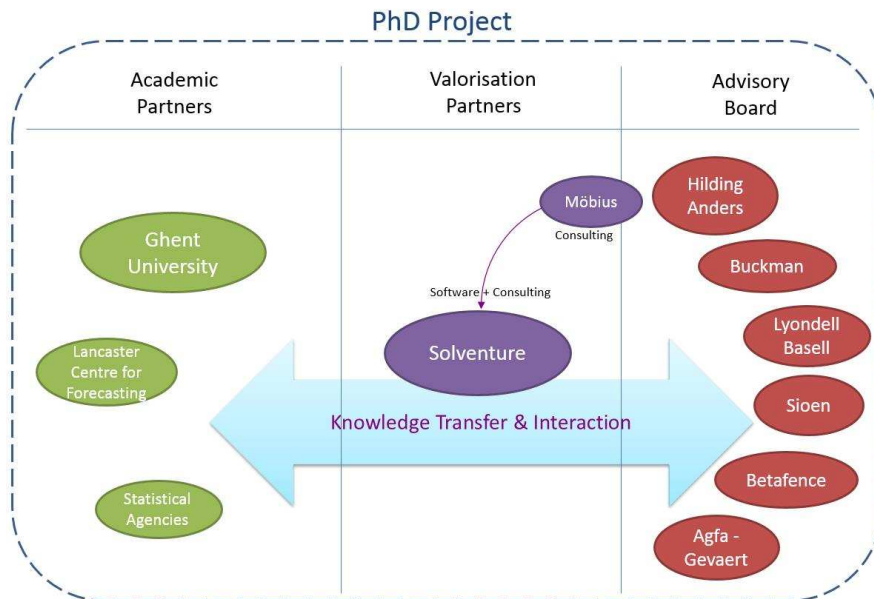 PhD Project
Academic
Partners
Valorisation
Partners
Advisory
Board
Ghent
University
Lancaster
Centre for
Forecasting
Statistical
Agencies
Möbius
Consulting
Software + Consulting
Solventure
Knowledge Transfer & Interaction
Hilding
Anders
Buckman
Lyondell
Basell
Sioen
Betafence
Agfa -
Gevaert